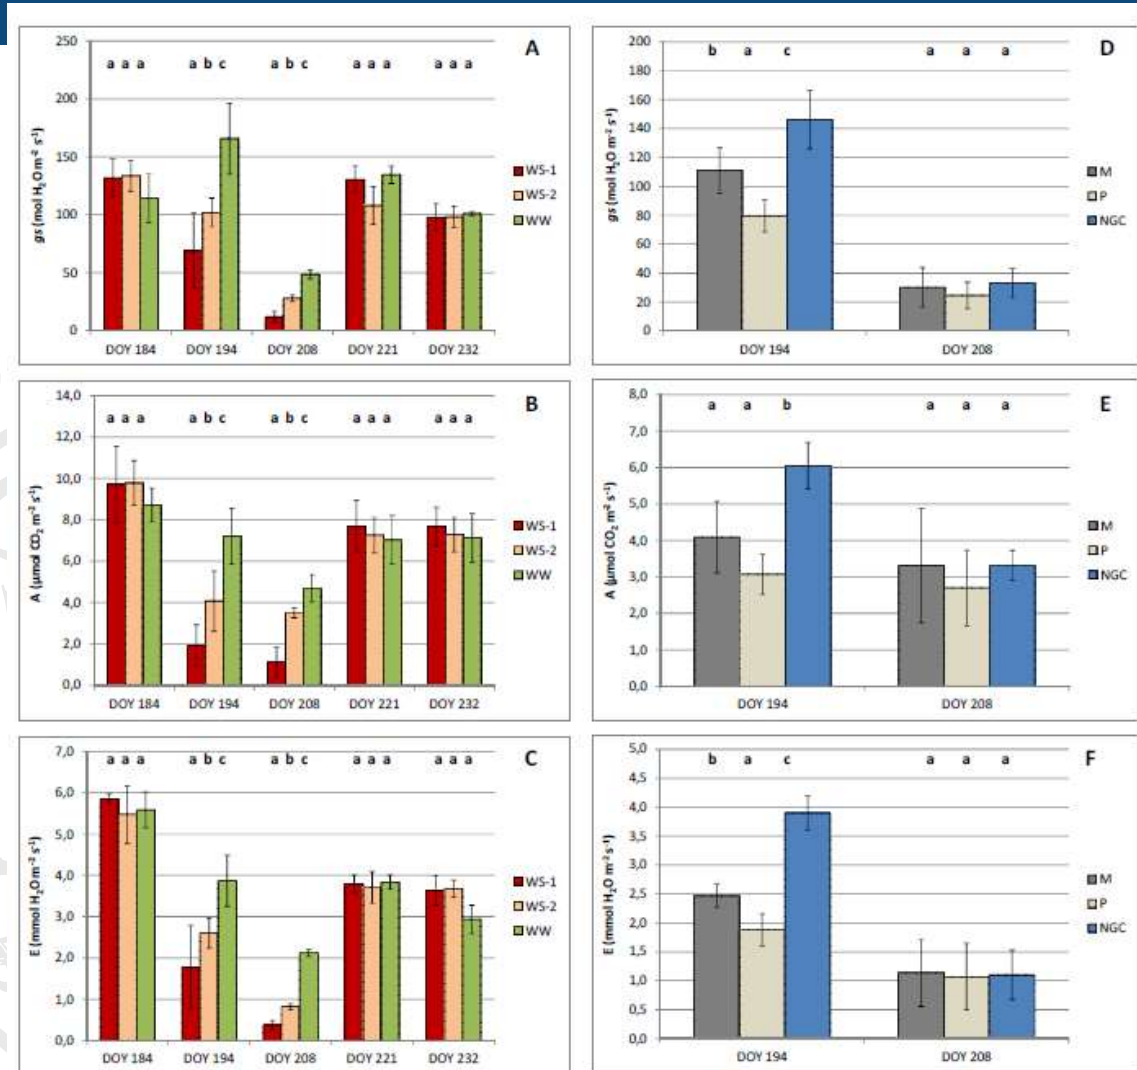 A
gs (mol H₂O m⁻² s⁻¹)
250
200
150
100
50
0
a a a a b c a b c a a a a a a
DOY 184 DOY 194 DOY 208 DOY 221 DOY 232
WS-1
WS-2
WW
D
gs (mol H₂O m⁻² s⁻¹)
200
180
160
140
120
100
80
60
40
20
0
b a c a a a
DOY 194 DOY 208
M
P
NGC
B
A (µmol CO₂ m⁻² s⁻¹)
14,0
12,0
10,0
8,0
6,0
4,0
2,0
0,0
a a a a b c a b c a a a a a a
DOY 184 DOY 194 DOY 208 DOY 221 DOY 232
WS-1
WS-2
WW
E
A (µmol CO₂ m⁻² s⁻¹)
8,0
7,0
6,0
5,0
4,0
3,0
2,0
1,0
0,0
a a b a a a
DOY 194 DOY 208
M
P
NGC
C
E (mmol H₂O m⁻² s⁻¹)
7,0
6,0
5,0
4,0
3,0
2,0
1,0
0,0
a a a a b c a b c a a a a a a
DOY 184 DOY 194 DOY 208 DOY 221 DOY 232
WS-1
WS-2
WW
F
E (mmol H₂O m⁻² s⁻¹)
5,0
4,5
4,0
3,5
3,0
2,5
2,0
1,5
1,0
0,5
0,0
b a c a a a
DOY 194 DOY 208
M
P
NGC